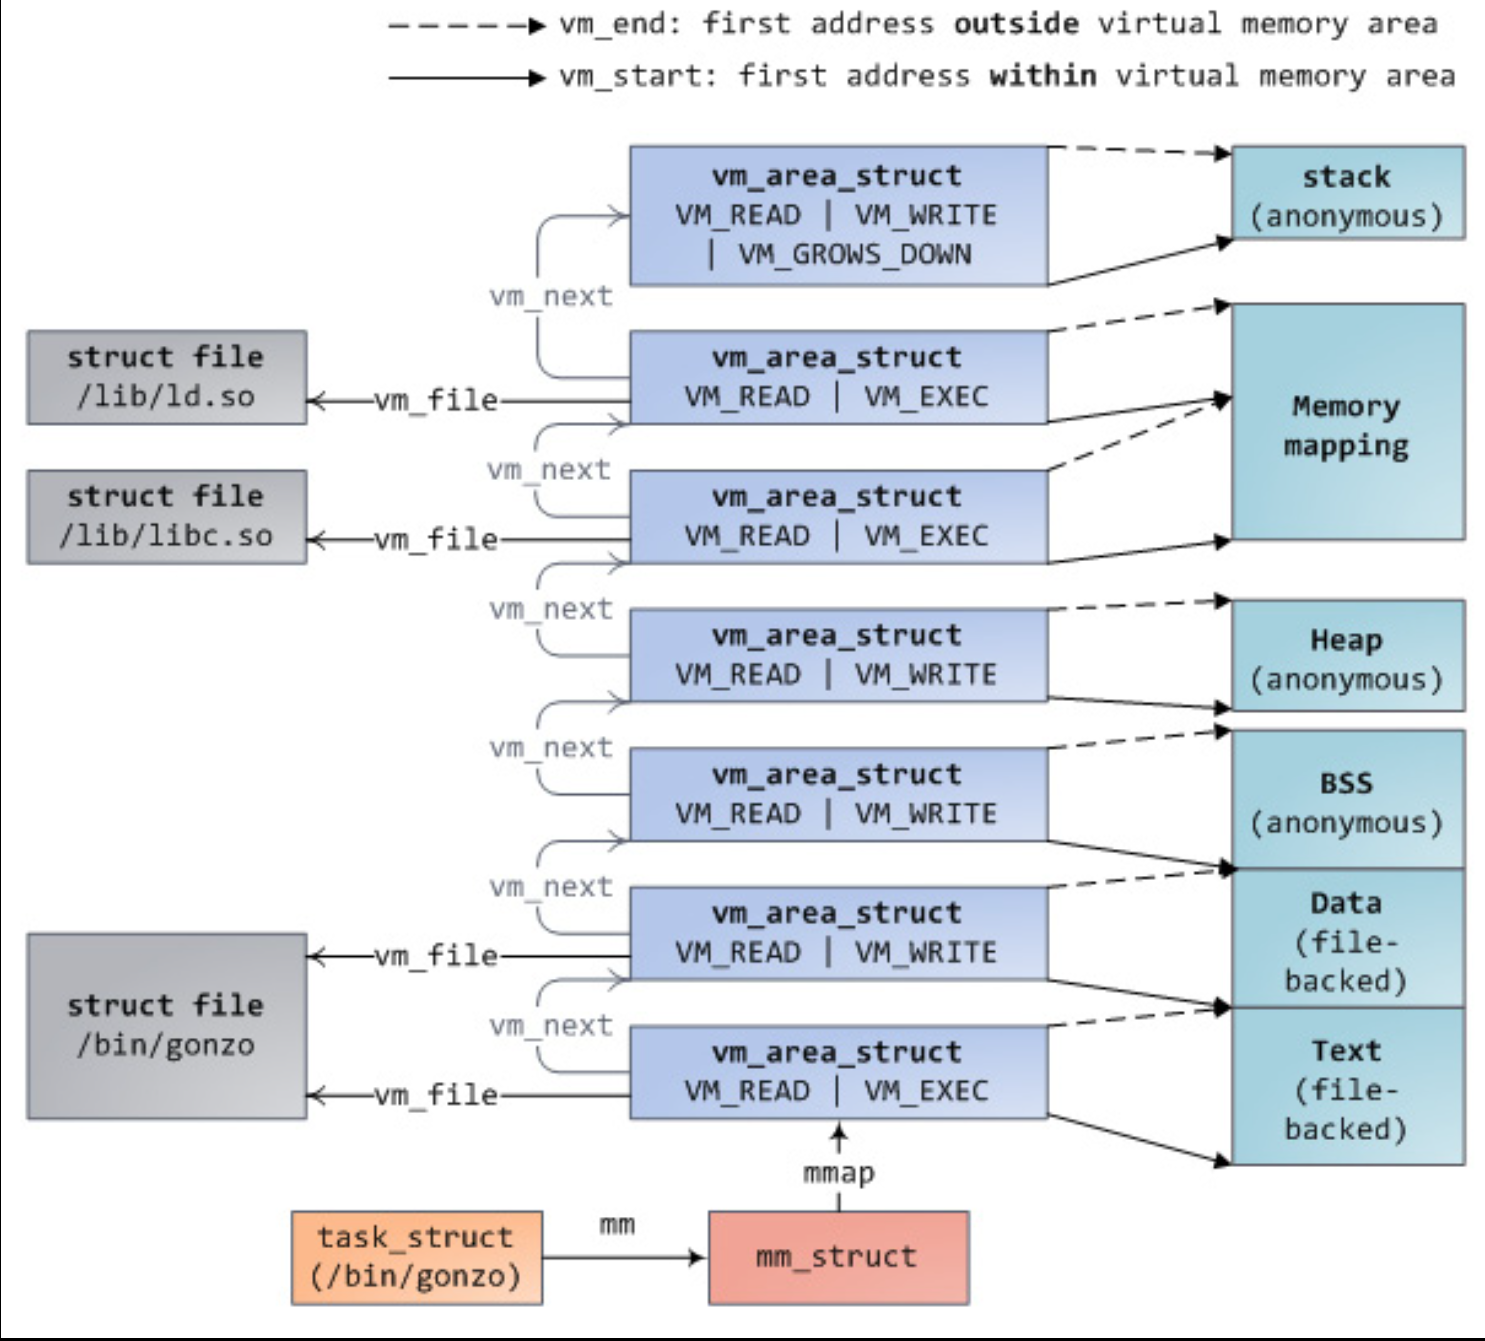 vm_end: first address outside virtual memory area
vm_start: first address within virtual memory area
vm_area_struct
VM_READ | VM_WRITE
| VM_GROWS_DOWN
stack
(anonymous)
vm_next
struct file
/lib/ld.so
vm_file
vm_area_struct
VM_READ | VM_EXEC
Memory
mapping
vm_next
struct file
/lib/libc.so
vm_file
vm_area_struct
VM_READ | VM_EXEC
vm_next
vm_area_struct
VM_READ | VM_WRITE
Heap
(anonymous)
vm_next
vm_area_struct
VM_READ | VM_WRITE
BSS
(anonymous)
vm_next
vm_file
vm_area_struct
VM_READ | VM_WRITE
Data
(file-
backed)
struct file
/bin/gonzo
vm_next
vm_file
vm_area_struct
VM_READ | VM_EXEC
Text
(file-
backed)
mmap
task_struct
(/bin/gonzo)
mm
mm_struct